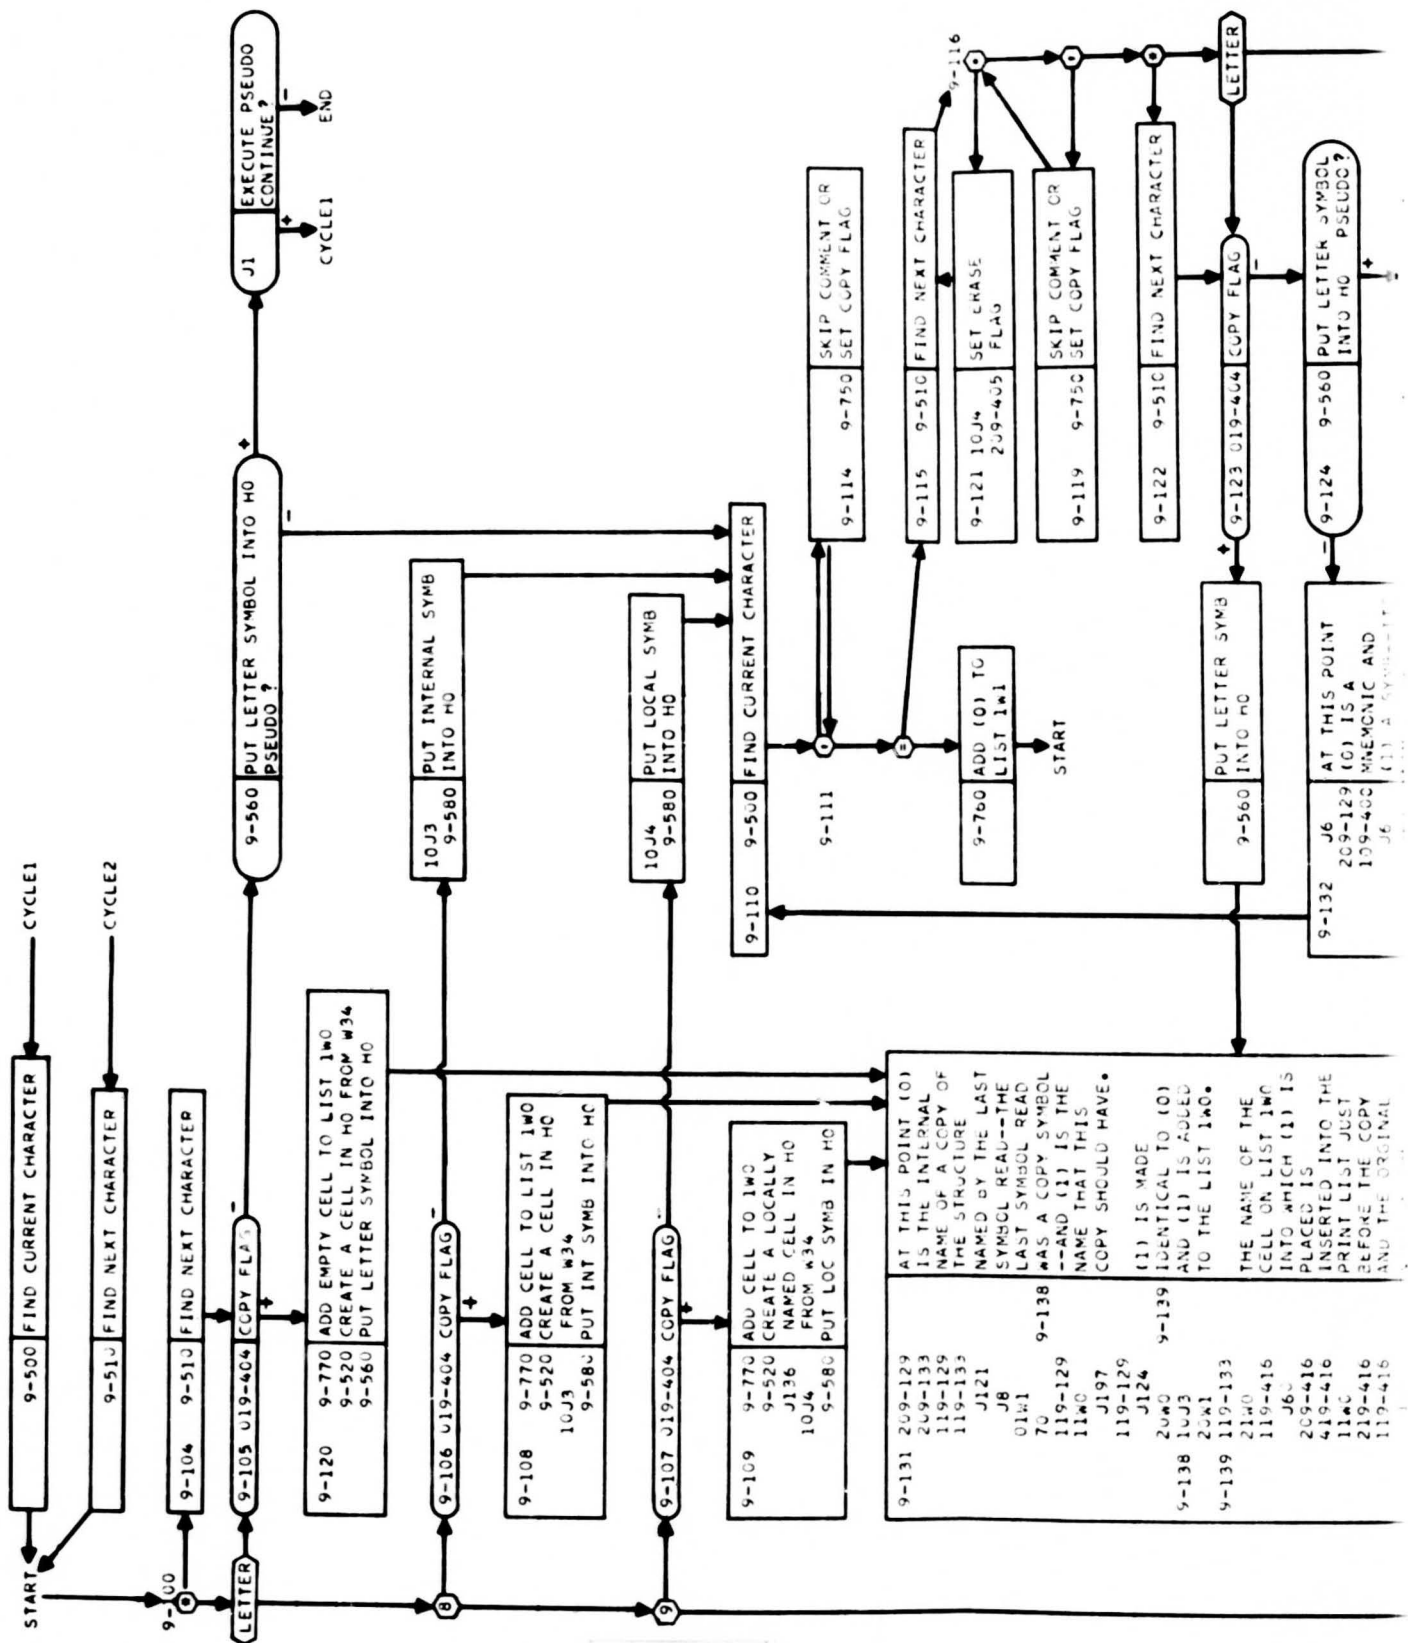 START
9-500 FIND CURRENT CHARACTER
CYCLE1
9-510 FIND NEXT CHARACTER
CYCLE2
9-100
*
9-104 9-510 FIND NEXT CHARACTER
LETTER
9-105 019-404 COPY FLAG
-
+
9-560 PUT LETTER SYMBOL INTO H0
PSEUDO ?
+
-
J1 EXECUTE PSEUDO
CONTINUE ?
+
-
CYCLE1
END
9-120 9-770 ADD EMPTY CELL TO LIST 1W0
9-520 CREATE A CELL IN H0 FROM W34
9-560 PUT LETTER SYMBOL INTO H0
8
9-106 019-404 COPY FLAG
-
+
10J3 PUT INTERNAL SYMB
9-580 INTO H0
9-108 9-770 ADD CELL TO LIST 1W0
9-520 CREATE A CELL IN H0
10J3 FROM W34
9-580 PUT INT SYMB INTO H0
9
9-107 019-404 COPY FLAG
-
+
10J4 PUT LOCAL SYMB
9-580 INTO H0
9-109 9-770 ADD CELL TO 1W0
9-520 CREATE A LOCALLY
J136 NAMED CELL IN H0
10J4 FROM W34
9-580 PUT LOC SYMB IN H0
9-110 9-500 FIND CURRENT CHARACTER
9-111
9-114 9-750 SKIP COMMENT OR
SET COPY FLAG
=
9-115 9-510 FIND NEXT CHARACTER
9-116
9-760 ADD (0) TO
LIST 1W1
START
9-121 10J4 SET ERASE
209-405 FLAG
9-119 9-750 SKIP COMMENT OR
SET COPY FLAG
*
9-122 9-510 FIND NEXT CHARACTER
LETTER
9-123 019-404 COPY FLAG
+
-
9-560 PUT LETTER SYMB
INTO H0
9-124 9-560 PUT LETTER SYMBOL
INTO H0 PSEUDO ?
-
+
9-131 209-129 AT THIS POINT (0)
209-133 IS THE INTERNAL
119-129 NAME OF A COPY OF
119-133 THE STRUCTURE
J121 NAMED BY THE LAST
J8 SYMBOL READ--THE
01W1 LAST SYMBOL READ
70 9-138 WAS A COPY SYMBOL
119-129 --AND (1) IS THE
11W0 NAME THAT THIS
J197 COPY SHOULD HAVE.
119-129
J124 (1) IS MADE
20W0 9-139 IDENTICAL TO (0)
9-138 10J3 AND (1) IS ADDED
20W1 TO THE LIST 1W0.
9-139 119-133
21W0 THE NAME OF THE
119-416 CELL ON LIST 1W0
J60 INTO WHICH (1) IS
209-416 PLACED IS
419-416 INSERTED INTO THE
11W0 PRINT LIST JUST
219-416 BEFORE THE COPY
119-416 AND THE ORGINAL
9-132 J6 AT THIS POINT
209-129 (0) IS A
109-400 MNEMONIC AND
J6 (1) A